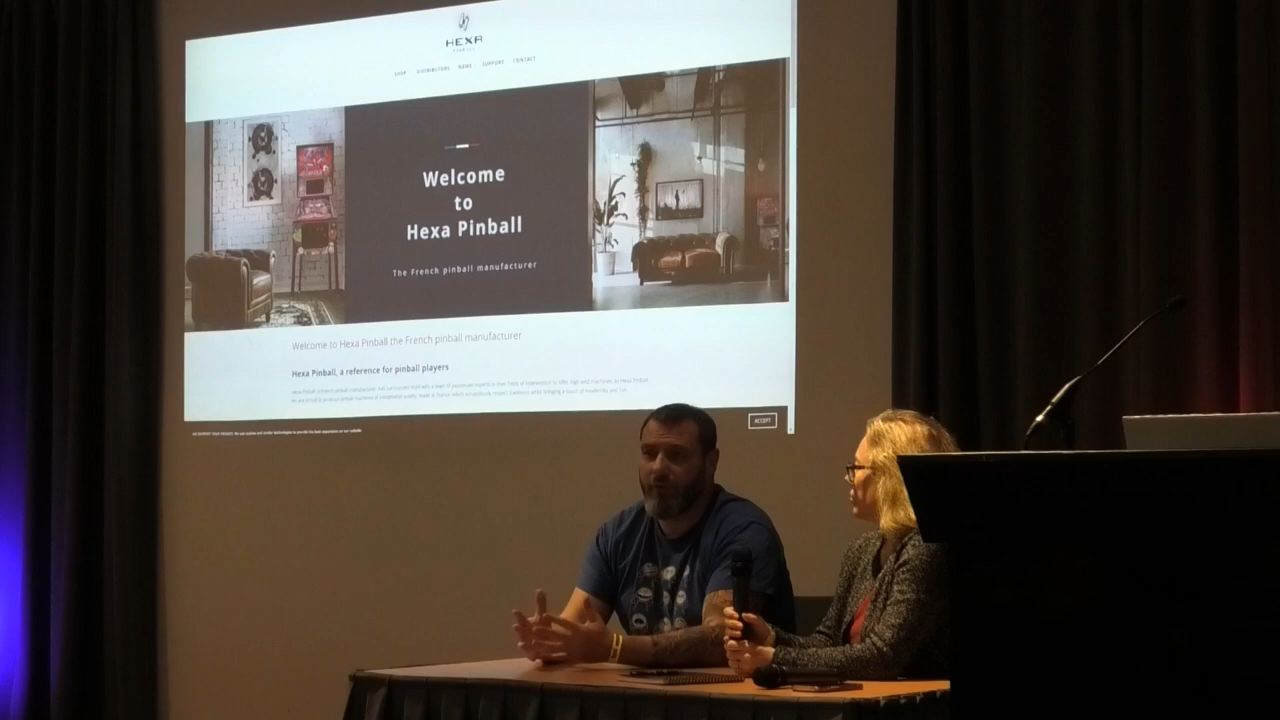 HEXA
PINBALL
SHOP DISTRIBUTORS NEWS SUPPORT CONTACT
Welcome
to
Hexa Pinball
The French pinball manufacturer
Welcome to Hexa Pinball the French pinball manufacturer
Hexa Pinball, a reference for pinball players
ACCEPT